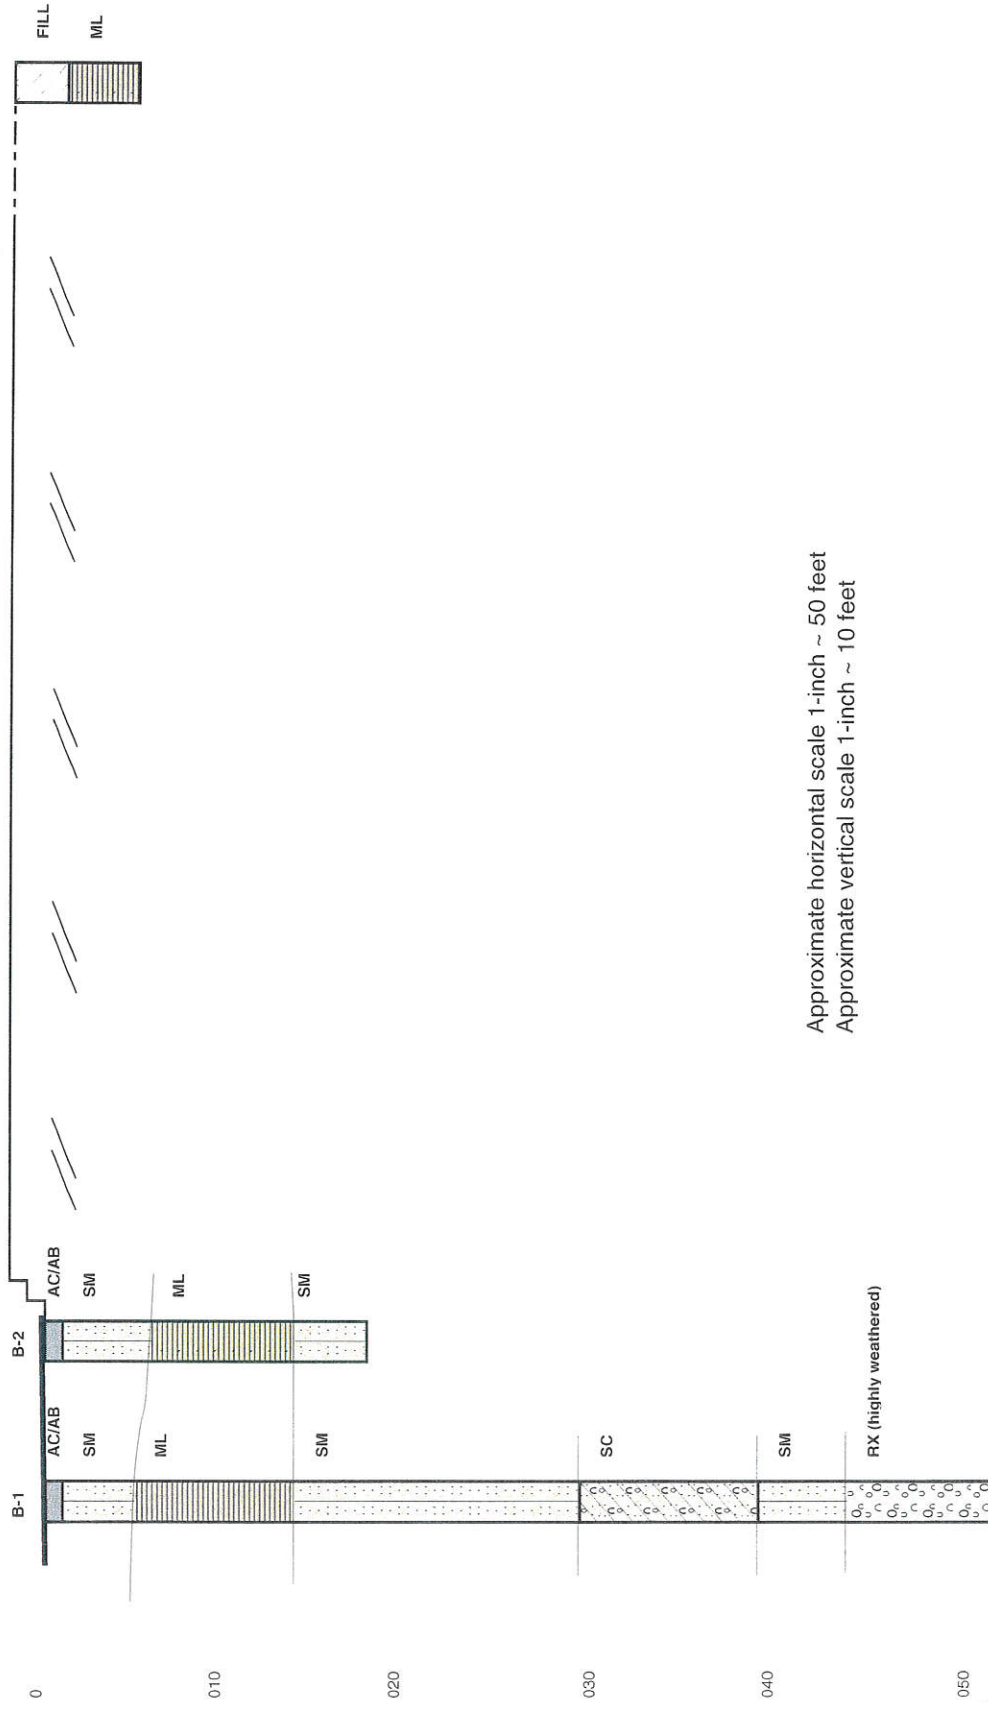 FILL
ML
B-2
AC/AB
SM
ML
SM
B-1
AC/AB
SM
ML
SM
SC
SM
RX (highly weathered)
Approximate horizontal scale 1-inch ~ 50 feet
Approximate vertical scale 1-inch ~ 10 feet
0
010
020
030
040
050